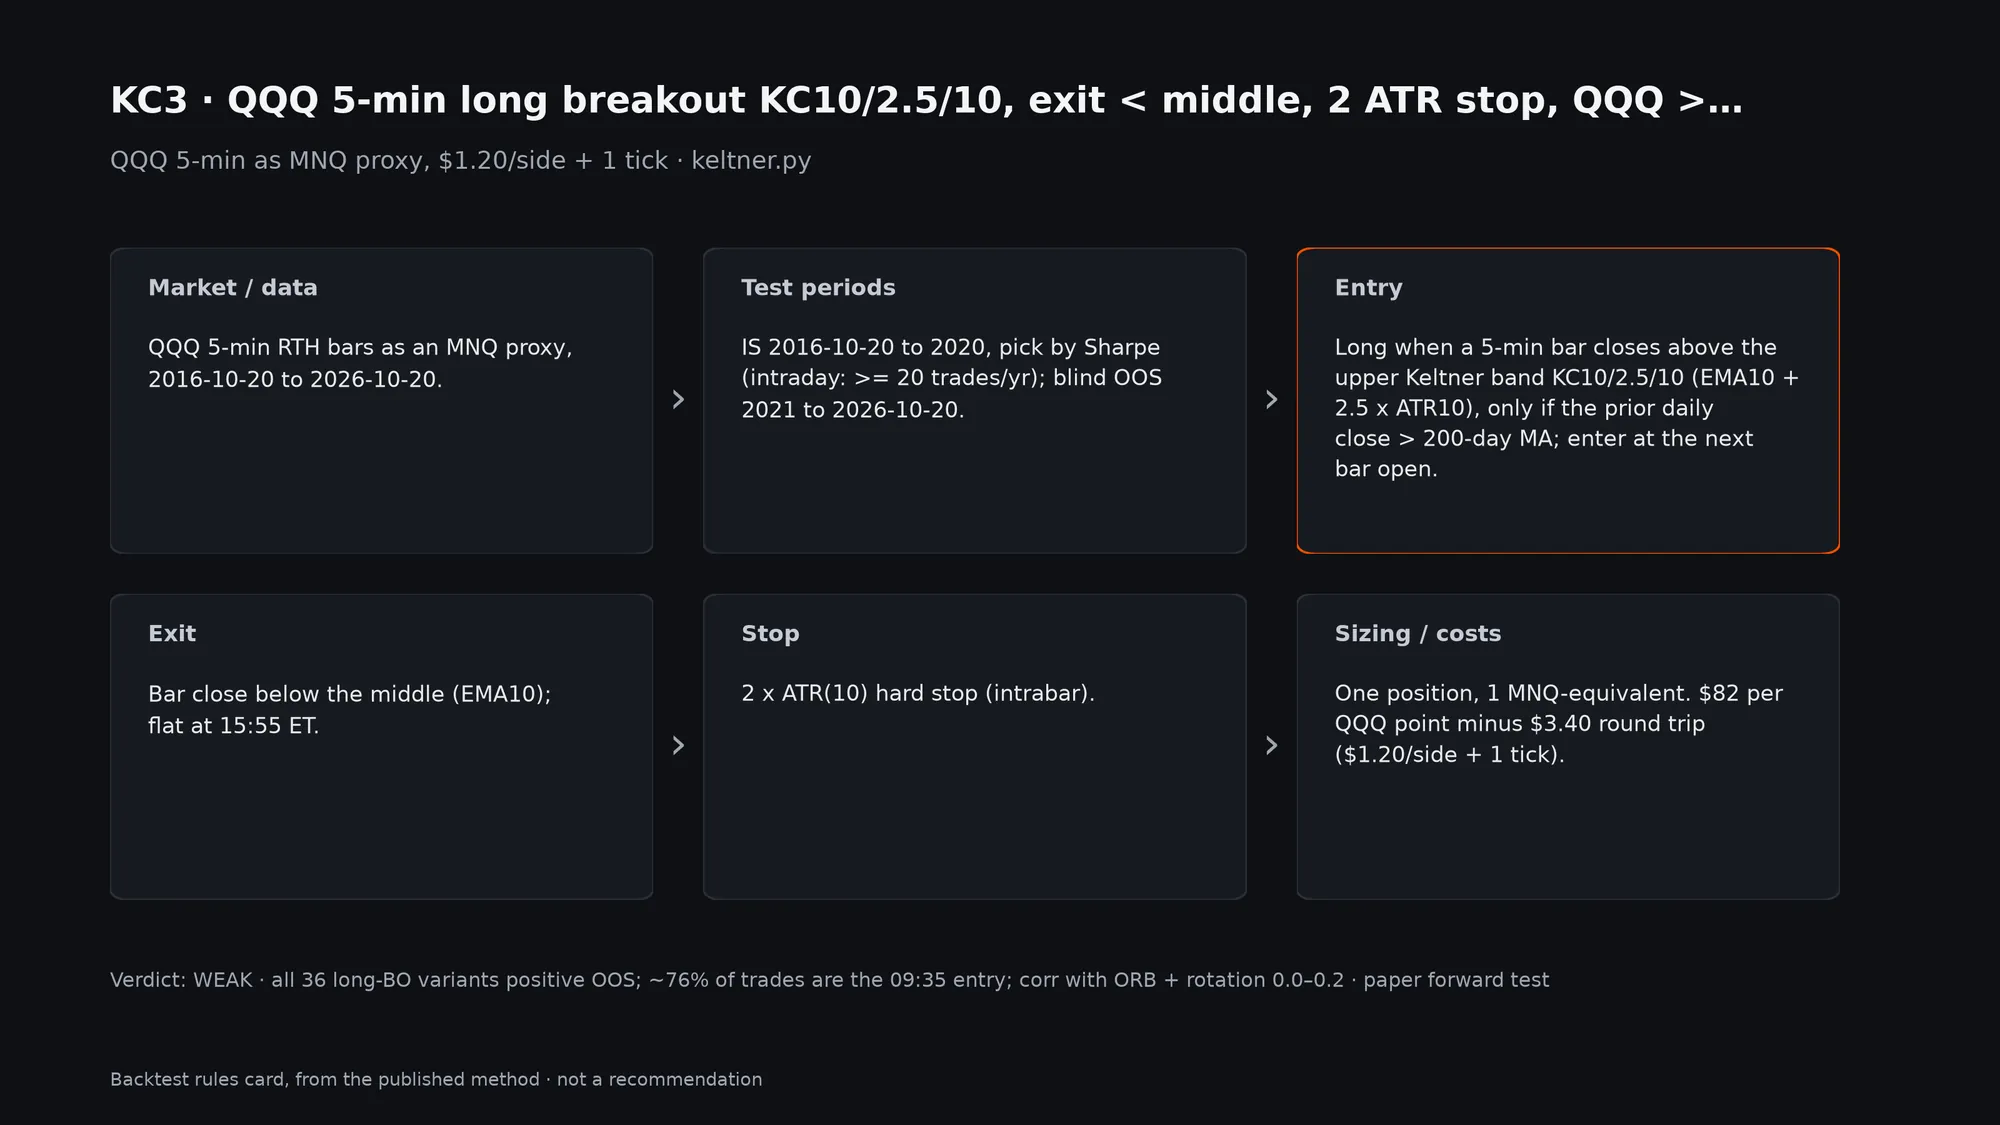 KC3 · QQQ 5-min long breakout KC10/2.5/10, exit < middle, 2 ATR stop, QQQ >…
QQQ 5-min as MNQ proxy, $1.20/side + 1 tick · keltner.py
Market / data
QQQ 5-min RTH bars as an MNQ proxy,
2016-10-20 to 2026-10-20.
›
Test periods
IS 2016-10-20 to 2020, pick by Sharpe
(intraday: >= 20 trades/yr); blind OOS
2021 to 2026-10-20.
›
Entry
Long when a 5-min bar closes above the
upper Keltner band KC10/2.5/10 (EMA10 +
2.5 x ATR10), only if the prior daily
close > 200-day MA; enter at the next
bar open.
Exit
Bar close below the middle (EMA10);
flat at 15:55 ET.
›
Stop
2 x ATR(10) hard stop (intrabar).
›
Sizing / costs
One position, 1 MNQ-equivalent. $82 per
QQQ point minus $3.40 round trip
($1.20/side + 1 tick).
Verdict: WEAK · all 36 long-BO variants positive OOS; ~76% of trades are the 09:35 entry; corr with ORB + rotation 0.0–0.2 · paper forward test
Backtest rules card, from the published method · not a recommendation